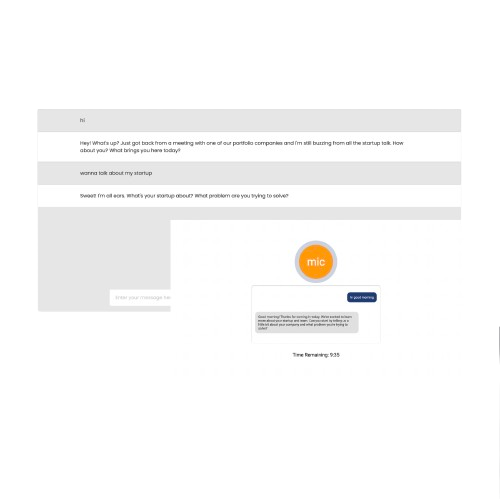 hi
Hey! What's up? Just got back from a meeting with one of our portfolio companies and I'm still buzzing from all the startup talk. How
about you? What brings you here today?
wanna talk about my startup
Sweet! I'm all ears. What's your startup about? What problem are you trying to solve?
mic
Enter your message her
hi good morning
Good morning! Thanks for coming in today. We're excited to learn
more about your startup and team. Can you start by telling us a
little bit about your company and what problem you're trying to
solve?
Time Remaining: 9:35